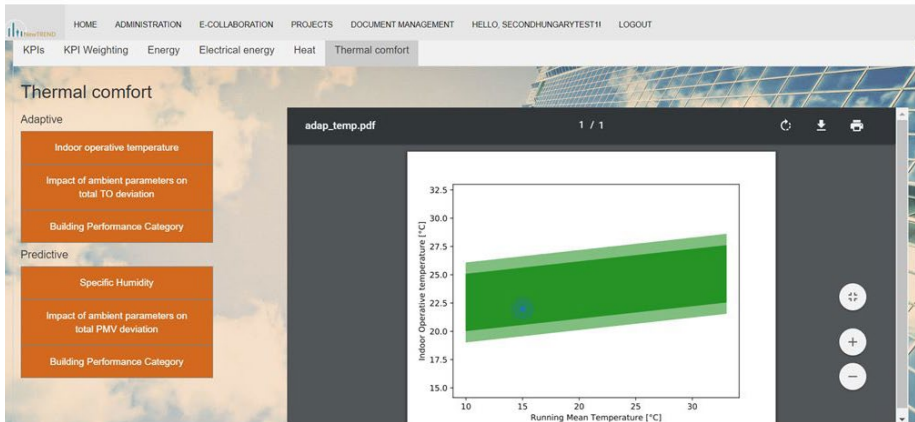 HOME ADMINISTRATION E-COLLABORATION PROJECTS DOCUMENT MANAGEMENT HELLO, SECONDHUNGARYTEST1! LOGOUT
NewTREND
KPIs KPI Weighting Energy Electrical energy Heat Thermal comfort
Thermal comfort
Adaptive
Indoor operative temperature
Impact of ambient parameters on
total TO deviation
Building Performance Category
Predictive
Specific Humidity
Impact of ambient parameters on
total PMV deviation
Building Performance Category
adap_temp.pdf 1 / 1
Indoor Operative temperature [°C]
32.5
30.0
27.5
25.0
22.5
20.0
17.5
15.0
10 15 20 25 30
Running Mean Temperature [°C]